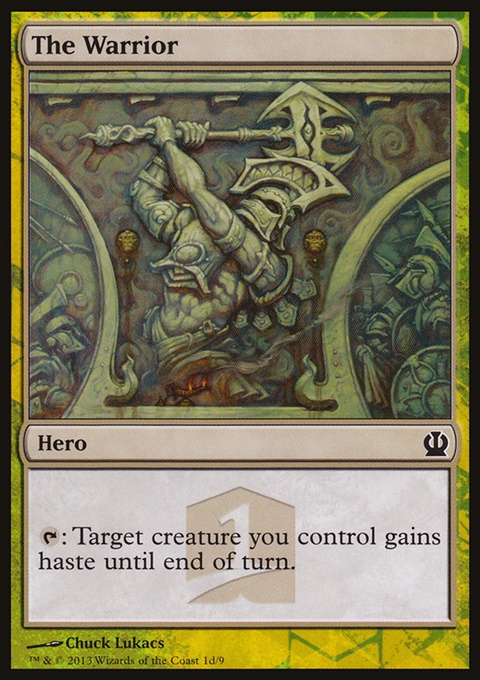 The Warrior
Hero
1
: Target creature you control gains
haste until end of turn.
Chuck Lukacs
™ & © 2013 Wizards of the Coast 1d/9